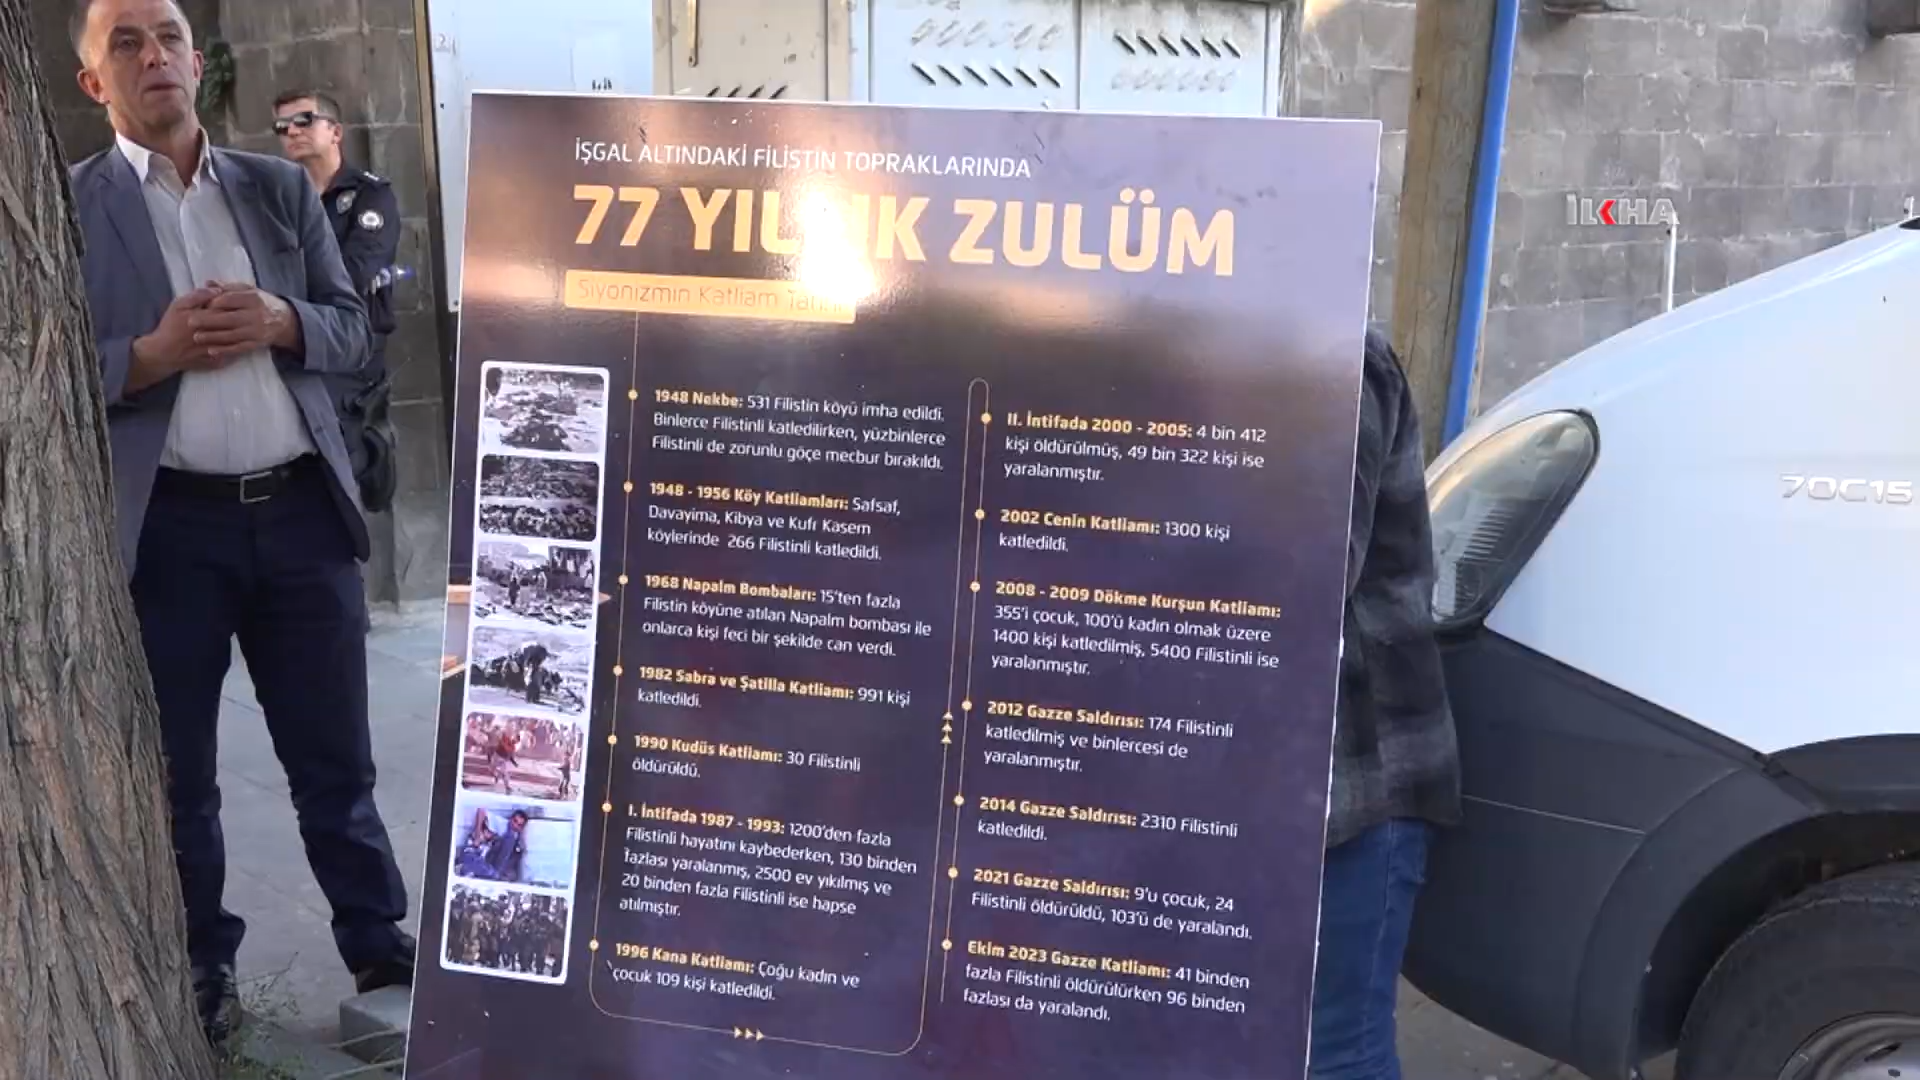 İŞGAL ALTINDAKİ FİLİSTİN TOPRAKLARINDA
77 YILLIK ZULÜM
Siyonizmin Katliam
1948 Nekbe: 531 Filistin köyü imha edildi.
Binlerce Filistinli katledilirken, yüzbinlerce
Filistinli de zorunlu göçe mecbur bırakıldı.
1948 - 1956 Köy Katliamları: Safsaf,
Davayima, Kibya ve Kufr Kasem
köylerinde 266 Filistinli katledildi.
1968 Napalm Bombaları: 15'ten fazla
Filistin köyüne atılan Napalm bombası ile
onlarca kişi feci bir şekilde can verdi.
1982 Sabra ve Şatilla Katliamı: 991 kişi
katledildi.
1990 Kudüs Katliamı: 30 Filistinli
öldürüldü.
I. İntifada 1987 - 1993: 1200'den fazla
Filistinli hayatını kaybederken, 130 binden
fazlası yaralanmış, 2500 ev yıkılmış ve
20 binden fazla Filistinli ise hapse
atılmıştır.
1996 Kana Katliamı: Çoğu kadın ve
çocuk 109 kişi katledildi.
II. İntifada 2000 - 2005: 4 bin 412
kişi öldürülmüş, 49 bin 322 kişi ise
yaralanmıştır.
2002 Cenin Katliamı: 1300 kişi
katledildi.
2008 - 2009 Dökme Kurşun Katliamı:
355'i çocuk, 100'ü kadın olmak üzere
1400 kişi katledilmiş, 5400 Filistinli ise
yaralanmıştır.
2012 Gazze Saldırısı: 174 Filistinli
katledilmiş ve binlercesi de
yaralanmıştır.
2014 Gazze Saldırısı: 2310 Filistinli
katledildi.
2021 Gazze Saldırısı: 9'u çocuk, 24
Filistinli öldürüldü, 103'ü de yaralandı.
Ekim 2023 Gazze Katliamı: 41 binden
fazla Filistinli öldürülürken 96 binden
fazlası da yaralandı.
İLKHA
70C15